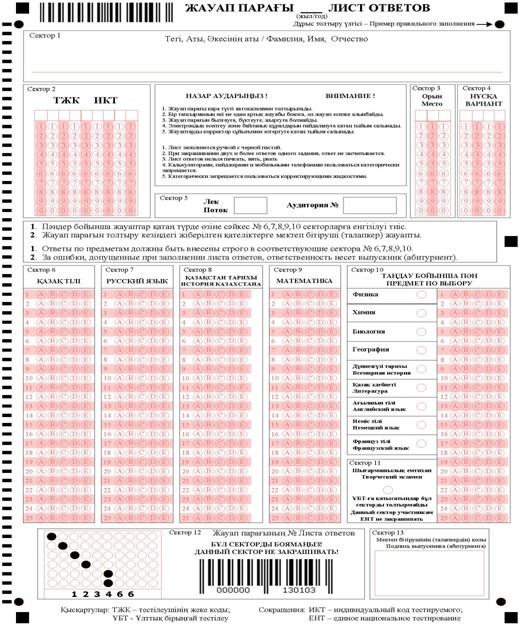 ЖАУАП ПАРАҒЫ ___ ЛИСТ ОТВЕТОВ
(жыл/год)
Дұрыс толтыру үлгісі – Пример правильного заполнения
Сектор 1
Тегі, Аты, Әкесінің аты / Фамилия, Имя, Отчество
Сектор 2
ТЖК ИКТ
НАЗАР АУДАРЫҢЫЗ ! ВНИМАНИЕ !
1. Жауап парағы қара түсті автоқаламмен толтырылады.
2. Бір тапсырманың екі не одан артық жауабы боялса, ол жауап есепке алынбайды.
3. Жауап парағын былғауға, бүктеуге, жыртуға болмайды.
4. Электрондық есептеу және байланыс құралдарын пайдалануға қатаң тыйым салынады.
5. Жауаптарды корректор сұйығымен өзгертуге қатаң тыйым салынады.
1. Лист заполняется ручкой с черной пастой.
2. При закрашивании двух и более ответов одного задания, ответ не засчитывается.
3. Лист ответов нельзя пачкать, мять, рвать.
4. Калькуляторами, пейджерами и мобильными телефонами пользоваться категорически
запрещается.
5. Категорически запрещается пользоваться корректирующими жидкостями.
Сектор 3
Орын
Место
Сектор 4
НҰСҚА
ВАРИАНТ
Сектор 5
Лек
Поток
Аудитория №
1. Пәндер бойынша жауаптар қатаң түрде өзіне сәйкес № 6,7,8,9,10 секторларға енгізілуі тиіс.
2. Жауап парағын толтыру кезіндегі жіберілген қателіктерге мектеп бітіруші (талапкер) жауапты.
1. Ответы по предметам должны быть внесены строго в соответствующие сектора № 6,7,8,9,10.
2. За ошибки, допущенные при заполнении листа ответов, ответственность несет выпускник (абитуриент).
Сектор 6
ҚАЗАҚ ТІЛІ
Сектор 7
РУССКИЙ ЯЗЫК
Сектор 8
ҚАЗАҚСТАН ТАРИХЫ
ИСТОРИЯ КАЗАХСТАНА
Сектор 9
МАТЕМАТИКА
Сектор 10
ТАҢДАУ БОЙЫНША ПӘН
ПРЕДМЕТ ПО ВЫБОРУ
Физика
Химия
Биология
География
Дүниежүзі тарихы
Всемирная история
Қазақ әдебиеті
Литература
Ағылшын тілі
Английский язык
Неміс тілі
Немецкий язык
Француз тілі
Французский язык
Сектор 11
Шығармашылық емтихан
Творческий экзамен
ҰБТ-ға қатысатындар бұл
секторды толтырмайды
Данный сектор участникам
ЕНТ не закрашивать
Сектор 12
Жауап парағының № Листа ответов
БҰЛ СЕКТОРДЫ БОЯМАҢЫЗ!
ДАННЫЙ СЕКТОР НЕ ЗАКРАШИВАТЬ!
1 2 3 4 6 6
000000 130103
Сектор 13
Мектеп бітірушінің (талапкердің) қолы
Подпись выпускника (абитуриента)
Қысқартулар: ТЖК – тестіленушінің жеке коды; Сокращения: ИКТ – индивидуальный код тестируемого;
ҰБТ - Ұлттық бірыңғай тестілеу ЕНТ – единое национальное тестирование